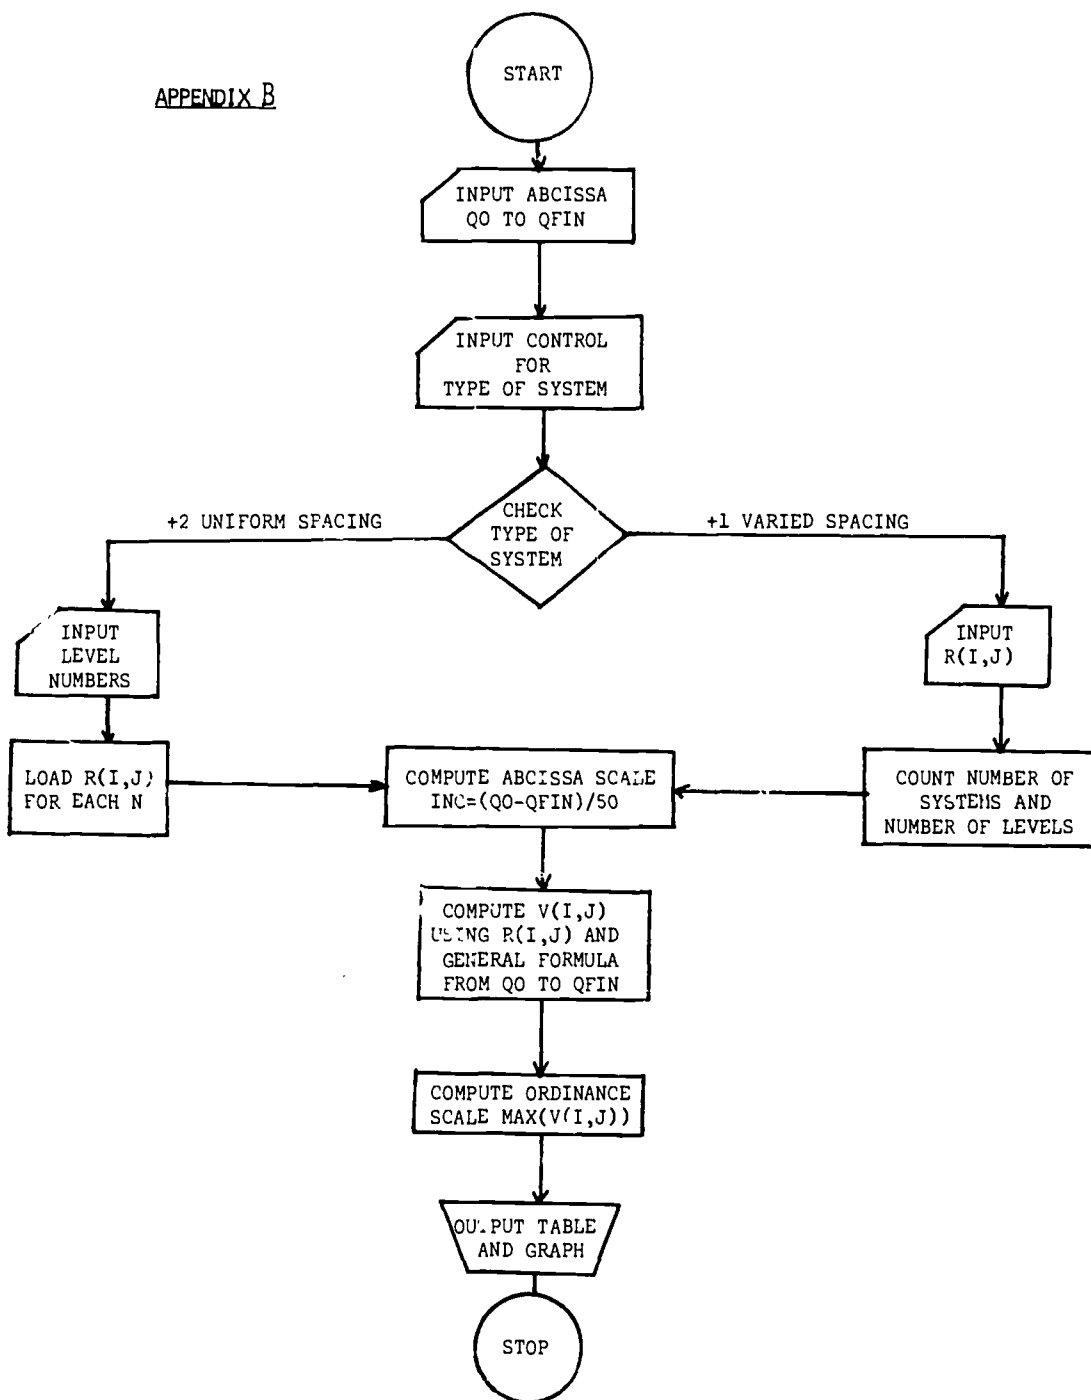 APPENDIX B
START
INPUT ABCISSA
QO TO QFIN
INPUT CONTROL
FOR
TYPE OF SYSTEM
CHECK
TYPE OF
SYSTEM
+2 UNIFORM SPACING
+1 VARIED SPACING
INPUT
LEVEL
NUMBERS
INPUT
R(I,J)
LOAD R(I,J)
FOR EACH N
COMPUTE ABCISSA SCALE
INC=(QO-QFIN)/50
COUNT NUMBER OF
SYSTEMS AND
NUMBER OF LEVELS
COMPUTE V(I,J)
USING R(I,J) AND
GENERAL FORMULA
FROM QO TO QFIN
COMPUTE ORDINANCE
SCALE MAX(V(I,J))
OUTPUT TABLE
AND GRAPH
STOP